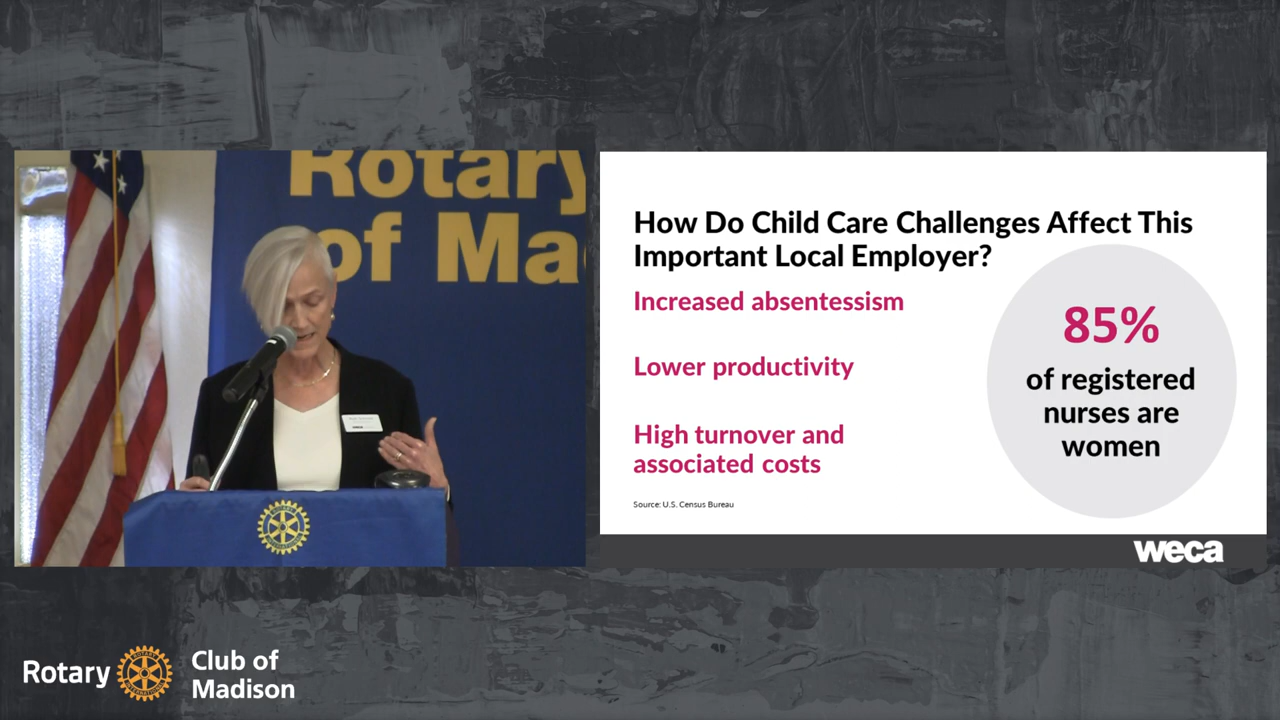 Rotary
of Ma
How Do Child Care Challenges Affect This
Important Local Employer?
Increased absentessism
Lower productivity
High turnover and
associated costs
Source: U.S. Census Bureau
85%
of registered
nurses are
women
weca
Rotary
Club of
Madison